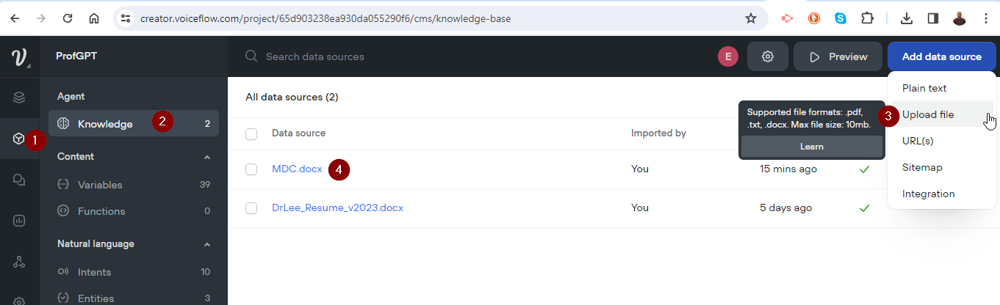 creator.voiceflow.com/project/65d903238ea930da055290f6/cms/knowledge-base
ProfGPT
Search data sources
E
Preview
Add data source
Agent
Knowledge
2
2
1
Content
Variables
39
Functions
0
Natural language
Intents
10
Entities
3
All data sources (2)
Data source
Imported by
MDC.docx
4
You
15 mins ago
DrLee_Resume_v2023.docx
You
5 days ago
Supported file formats: .pdf,
.txt, .docx. Max file size: 10mb.
Learn
Plain text
3
Upload file
URL(s)
Sitemap
Integration